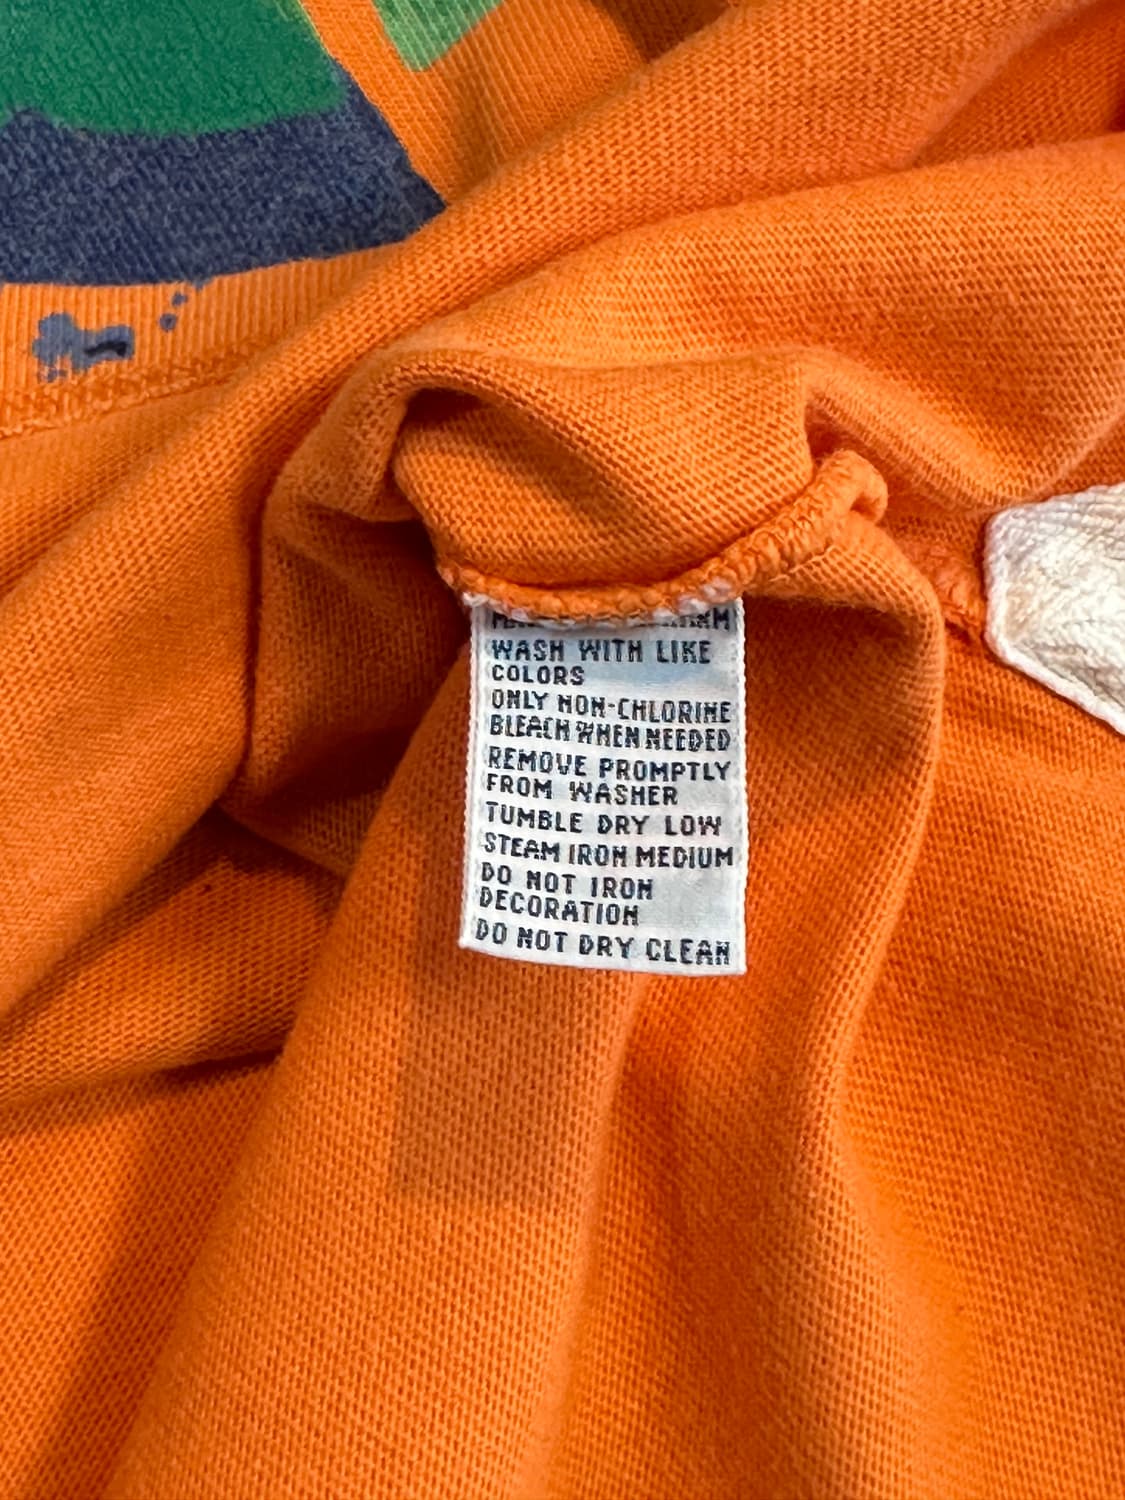 WASH WITH LIKE
COLORS
ONLY NON-CHLORINE
BLEACH WHEN NEEDED
REMOVE PROMPTLY
FROM WASHER
TUMBLE DRY LOW
STEAM IRON MEDIUM
DO NOT IRON
DECORATION
DO NOT DRY CLEAN